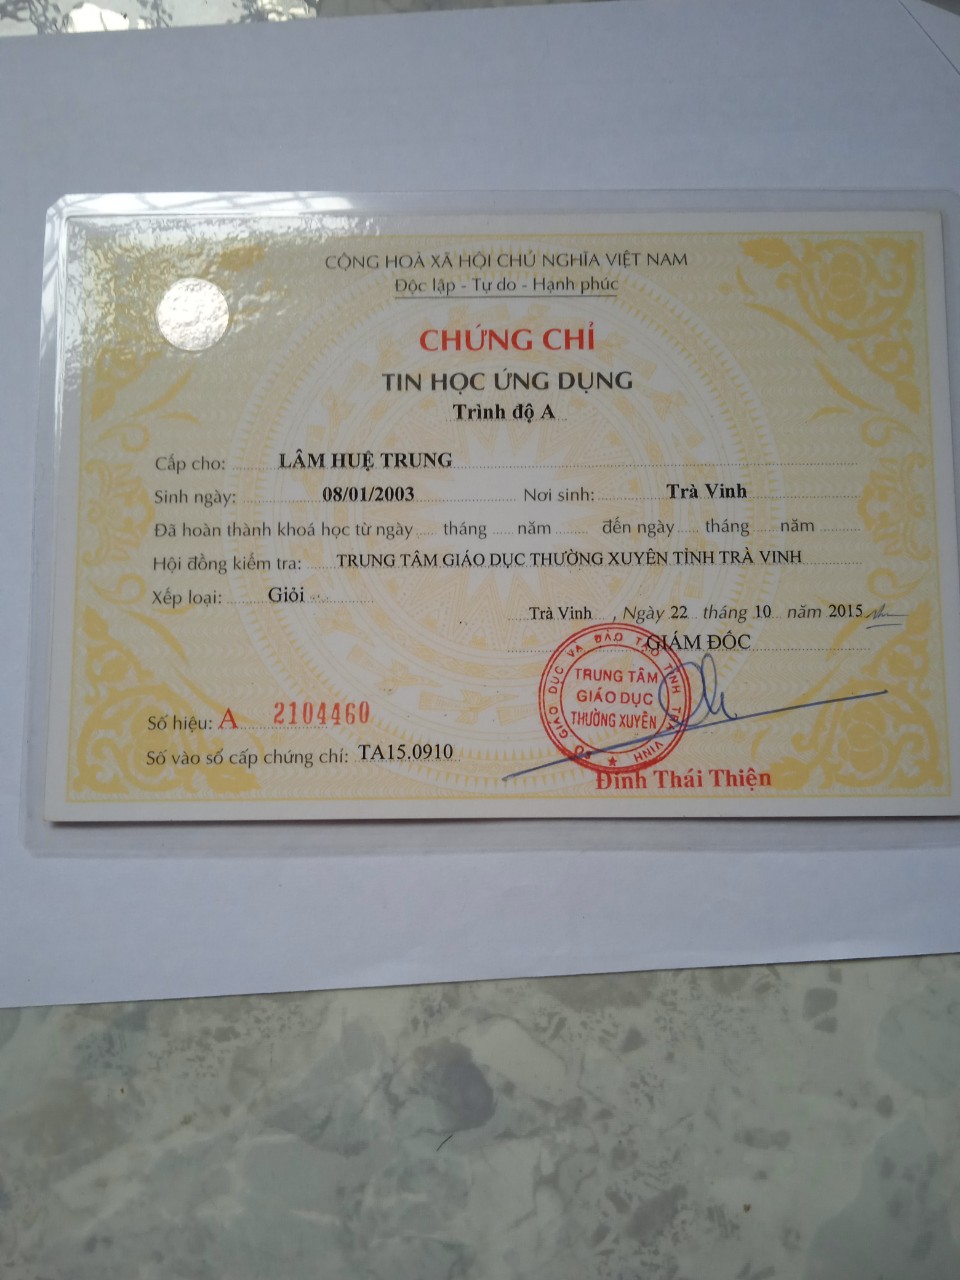 CỘNG HOÀ XÃ HỘI CHỦ NGHĨA VIỆT NAM
Độc lập - Tự do - Hạnh phúc
CHỨNG CHỈ
TIN HỌC ỨNG DỤNG
Trình độ A
Cấp cho: LÂM HUỆ TRUNG
Sinh ngày: 08/01/2003 Nơi sinh: Trà Vinh
Đã hoàn thành khoá học từ ngày ..... tháng ..... năm ........ đến ngày ..... tháng ..... năm ........
Hội đồng kiểm tra: TRUNG TÂM GIÁO DỤC THƯỜNG XUYÊN TỈNH TRÀ VINH
Xếp loại: Giỏi
Trà Vinh, Ngày 22 tháng 10 năm 2015
GIÁM ĐỐC
SỞ GIÁO DỤC VÀ ĐÀO TẠO TỈNH TRÀ VINH
TRUNG TÂM
GIÁO DỤC
THƯỜNG XUYÊN
Số hiệu: A 2104460
Số vào sổ cấp chứng chỉ: TA15.0910
Đinh Thái Thiện